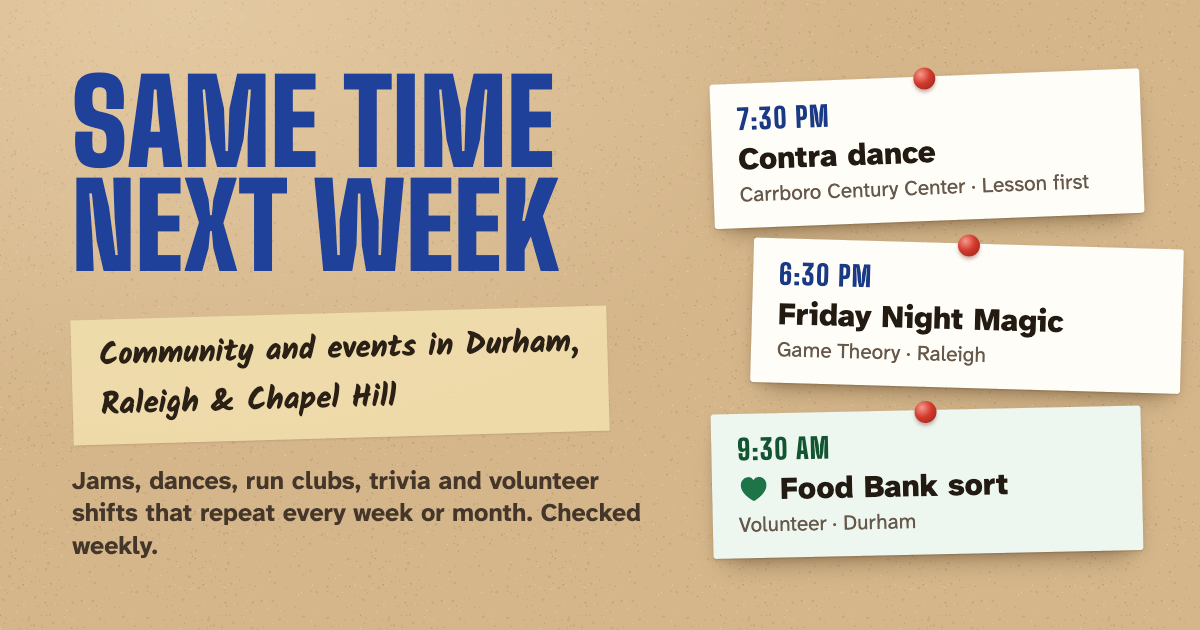 SAME TIME
NEXT WEEK
Community and events in Durham,
Raleigh & Chapel Hill
Jams, dances, run clubs, trivia and volunteer
shifts that repeat every week or month. Checked
weekly.
7:30 PM
Contra dance
Carrboro Century Center · Lesson first
6:30 PM
Friday Night Magic
Game Theory · Raleigh
9:30 AM
Food Bank sort
Volunteer · Durham